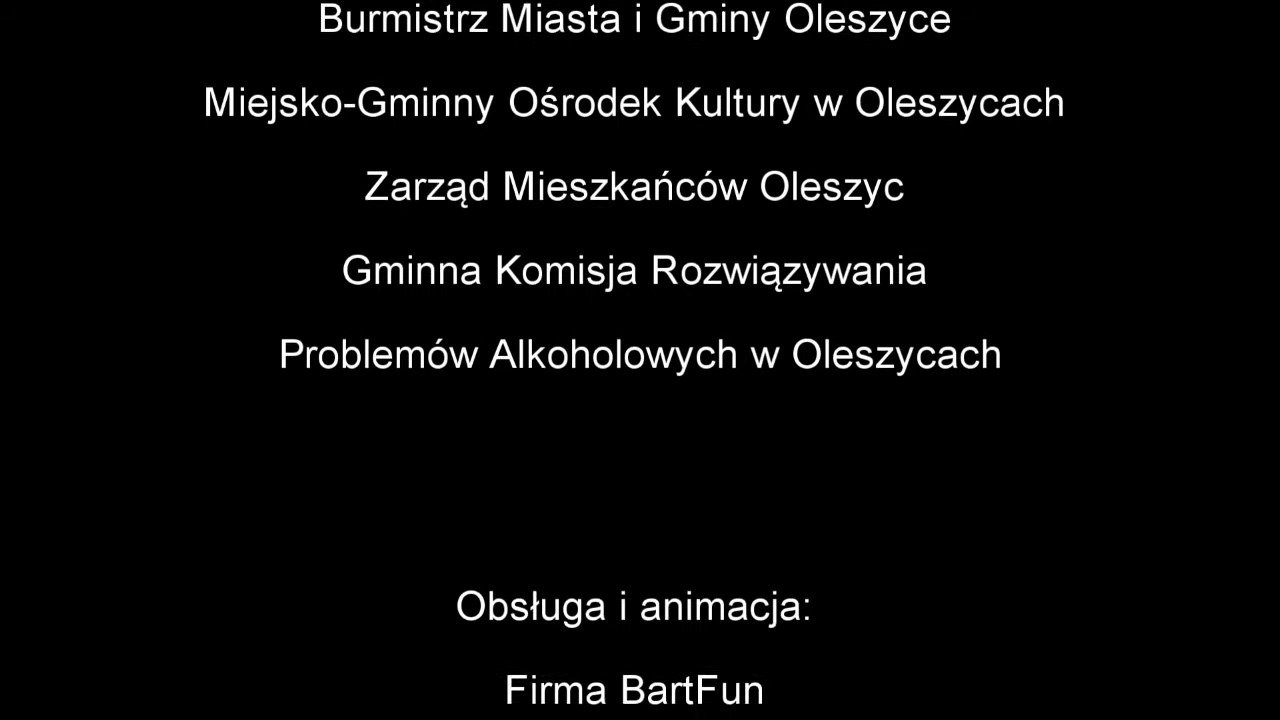 Burmistrz Miasta i Gminy Oleszyce
Miejsko-Gminny Ośrodek Kultury w Oleszycach
Zarząd Mieszkańców Oleszyc
Gminna Komisja Rozwiązywania
Problemów Alkoholowych w Oleszycach
Obsługa i animacja:
Firma BartFun